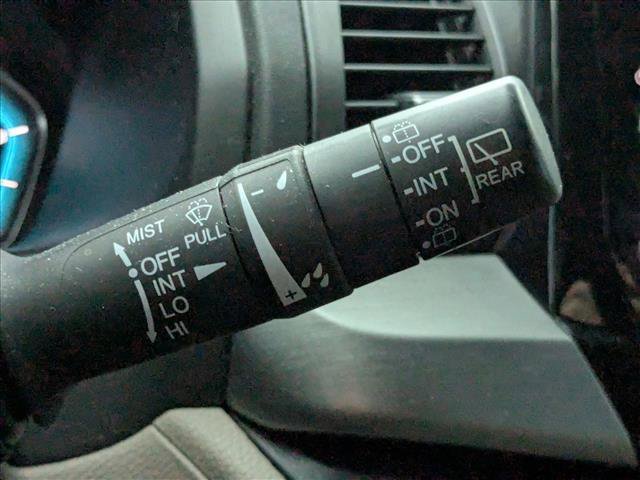 MIST
PULL
OFF
INT
LO
HI
-
+
-OFF
-INT
-ON
REAR